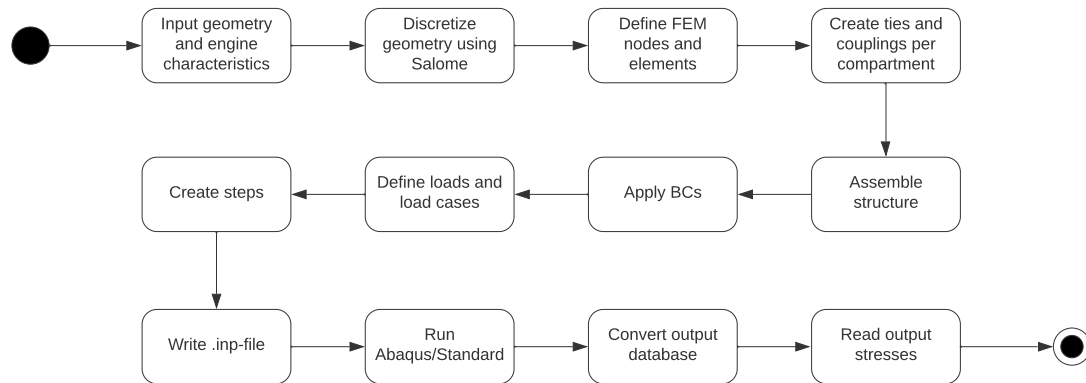 Input geometry
and engine
characteristics
Discretize
geometry using
Salome
Define FEM
nodes and
elements
Create ties and
couplings per
compartment
Assemble
structure
Apply BCs
Define loads and
load cases
Create steps
Write .inp-file
Run
Abaqus/Standard
Convert output
database
Read output
stresses